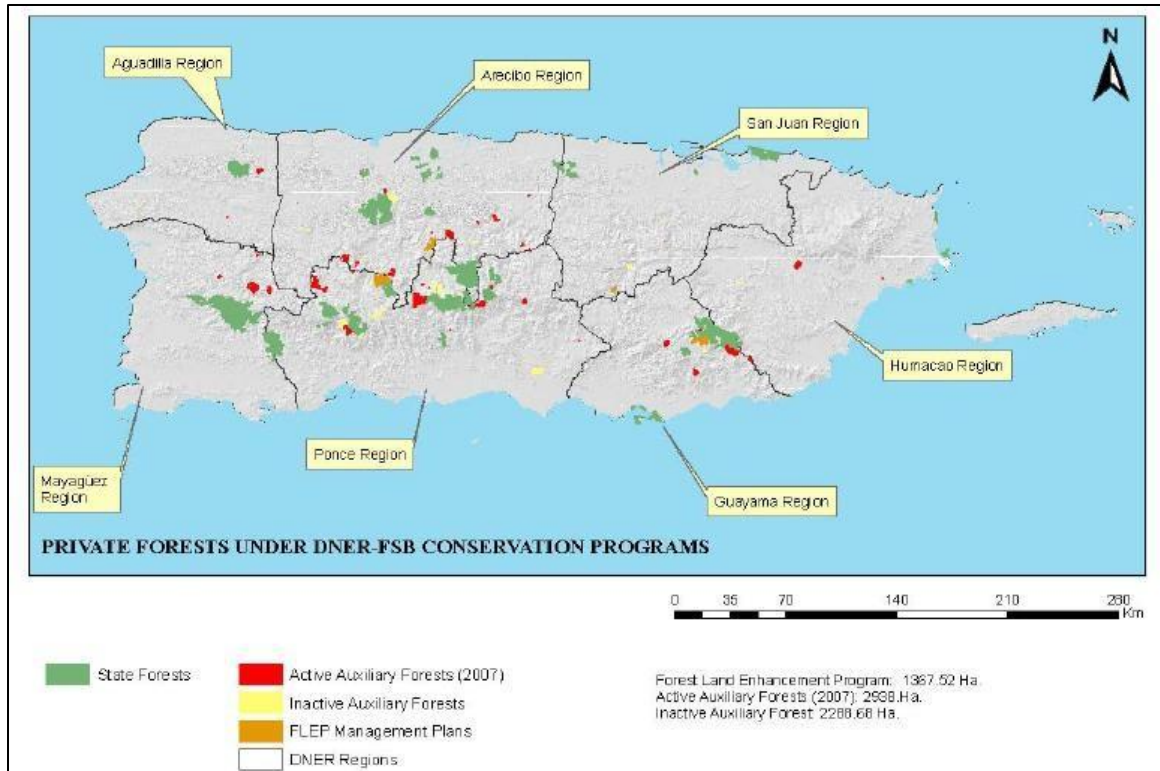 Aguadilla Region
Arecibo Region
N
San Juan Region
Humacao Region
Ponce Region
Mayagüez
Region
Guayama Region
PRIVATE FORESTS UNDER DNER-FSB CONSERVATION PROGRAMS
0 35 70 140 210 280
Km
State Forests
Active Auxiliary Forests (2007)
Inactive Auxiliary Forests
FLEP Management Plans
DNER Regions
Forest Land Enhancement Program: 1387.52 Ha.
Active Auxiliary Forests (2007): 2938.Ha.
Inactive Auxiliary Forest: 2288.68 Ha.